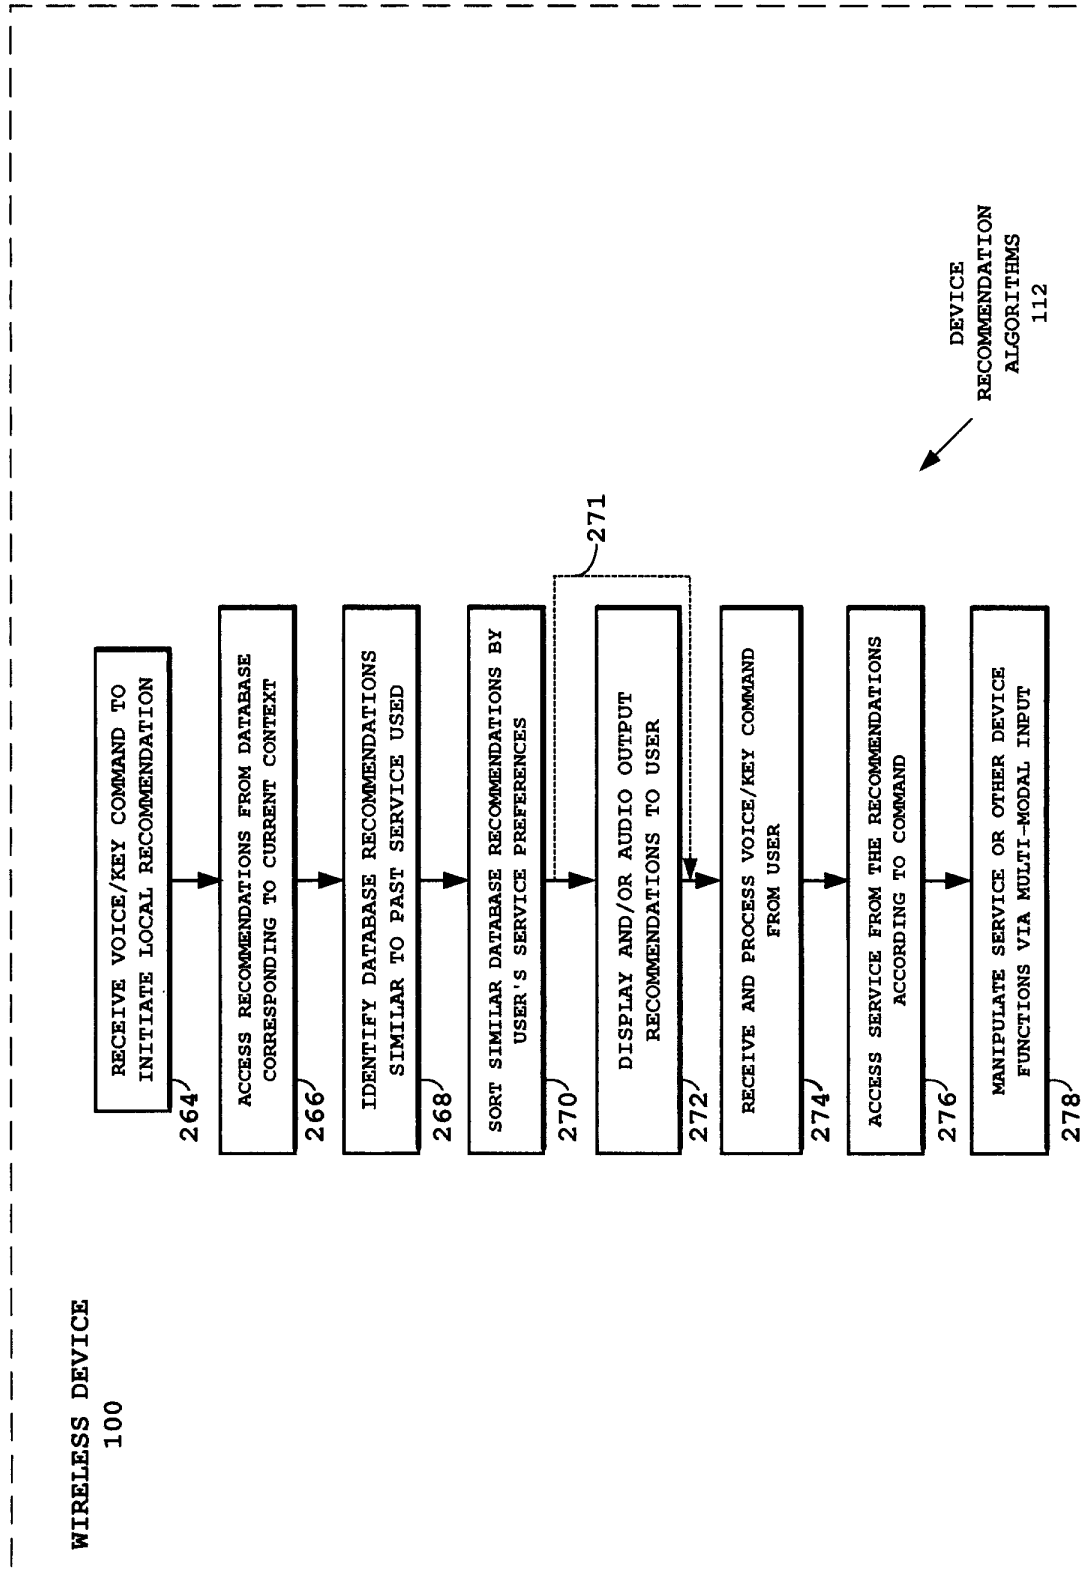 WIRELESS DEVICE
100
RECEIVE VOICE/KEY COMMAND TO
INITIATE LOCAL RECOMMENDATION
264
ACCESS RECOMMENDATIONS FROM DATABASE
CORRESPONDING TO CURRENT CONTEXT
266
IDENTIFY DATABASE RECOMMENDATIONS
SIMILAR TO PAST SERVICE USED
268
SORT SIMILAR DATABASE RECOMMENDATIONS BY
USER'S SERVICE PREFERENCES
270
271
DISPLAY AND/OR AUDIO OUTPUT
RECOMMENDATIONS TO USER
272
RECEIVE AND PROCESS VOICE/KEY COMMAND
FROM USER
274
ACCESS SERVICE FROM THE RECOMMENDATIONS
ACCORDING TO COMMAND
276
MANIPULATE SERVICE OR OTHER DEVICE
FUNCTIONS VIA MULTI-MODAL INPUT
278
DEVICE
RECOMMENDATION
ALGORITHMS
112